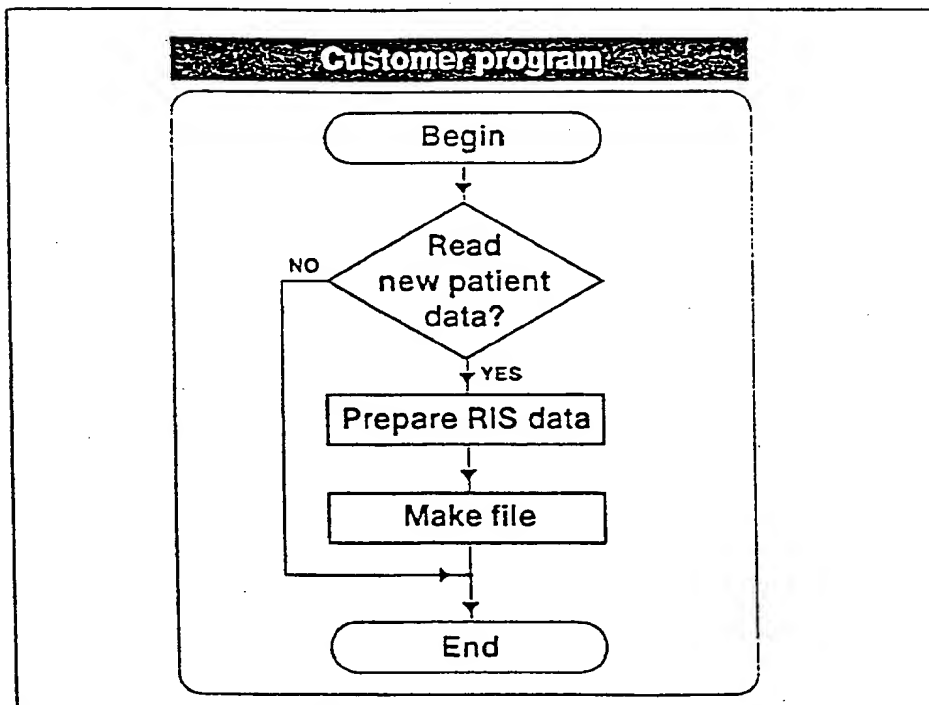 Customer program
Begin
Read
new patient
data?
NO
YES
Prepare RIS data
Make file
End